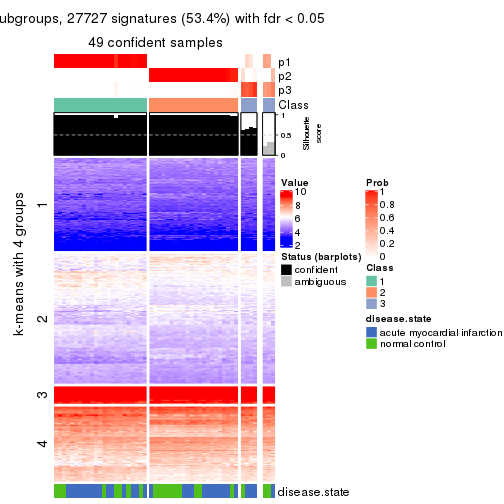 ubgroups, 27727 signatures (53.4%) with fdr < 0.05
49 confident samples
p1
p2
p3
Class
1
0.5
0
Silhouette
score
k-means with 4 groups
1
2
3
4
disease.state
Value
10
8
6
4
2
Status (barplots)
confident
ambiguous
Prob
1
0.8
0.6
0.4
0.2
0
Class
1
2
3
disease.state
acute myocardial infarction
normal control